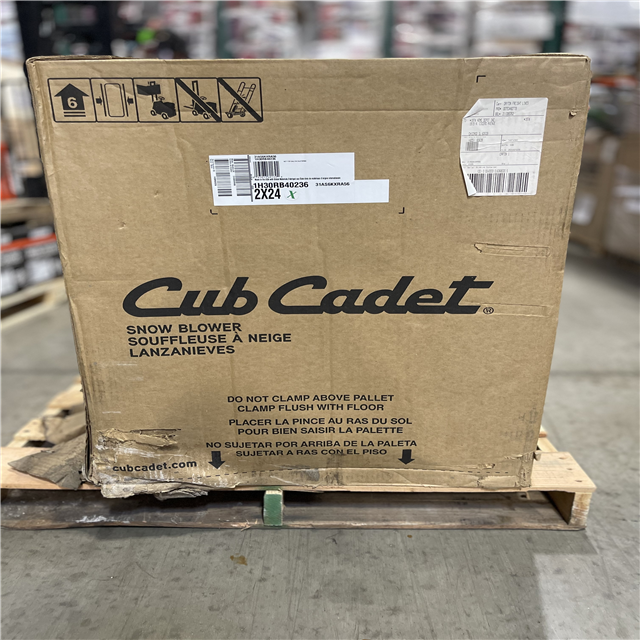 6
1H30RB40236 31AS6KXRA56
2X24 X
Cub Cadet®
SNOW BLOWER
SOUFFLEUSE À NEIGE
LANZANIEVES
DO NOT CLAMP ABOVE PALLET
CLAMP FLUSH WITH FLOOR
PLACER LA PINCE AU RAS DU SOL
POUR BIEN SAISIR LA PALETTE
NO SUJETAR POR ARRIBA DE LA PALETA
SUJETAR A RAS CON EL PISO
cubcadet.com